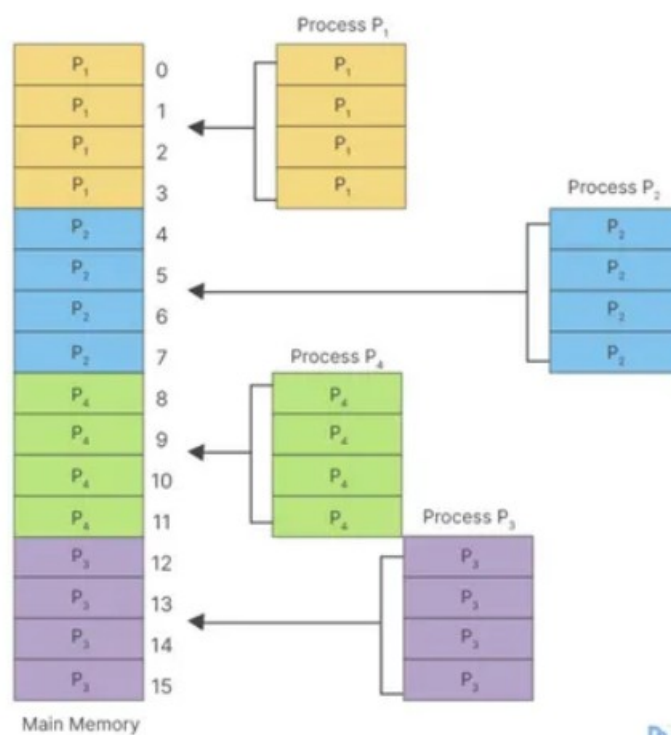 Process P₁
P₁ 0 P₁
P₁ 1 P₁
P₁ 2 P₁
P₁ 3 P₁
Process P₂
P₂ 4 P₂
P₂ 5 P₂
P₂ 6 P₂
P₂ 7 P₂
Process P₄
P₄ 8 P₄
P₄ 9 P₄
P₄ 10 P₄
P₄ 11 P₄
Process P₃
P₃ 12 P₃
P₃ 13 P₃
P₃ 14 P₃
P₃ 15 P₃
Main Memory